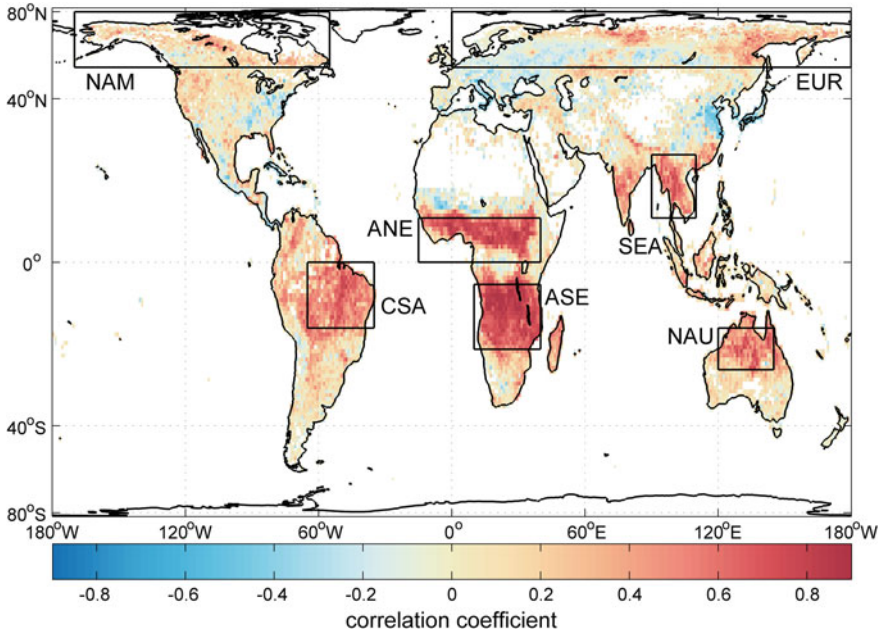 80°N
NAM
EUR
40°N
ANE
SEA
0°
CSA
ASE
NAU
40°S
80°S
180°W 120°W 60°W 0° 60°E 120°E 180°W
-0.8 -0.6 -0.4 -0.2 0 0.2 0.4 0.6 0.8
correlation coefficient